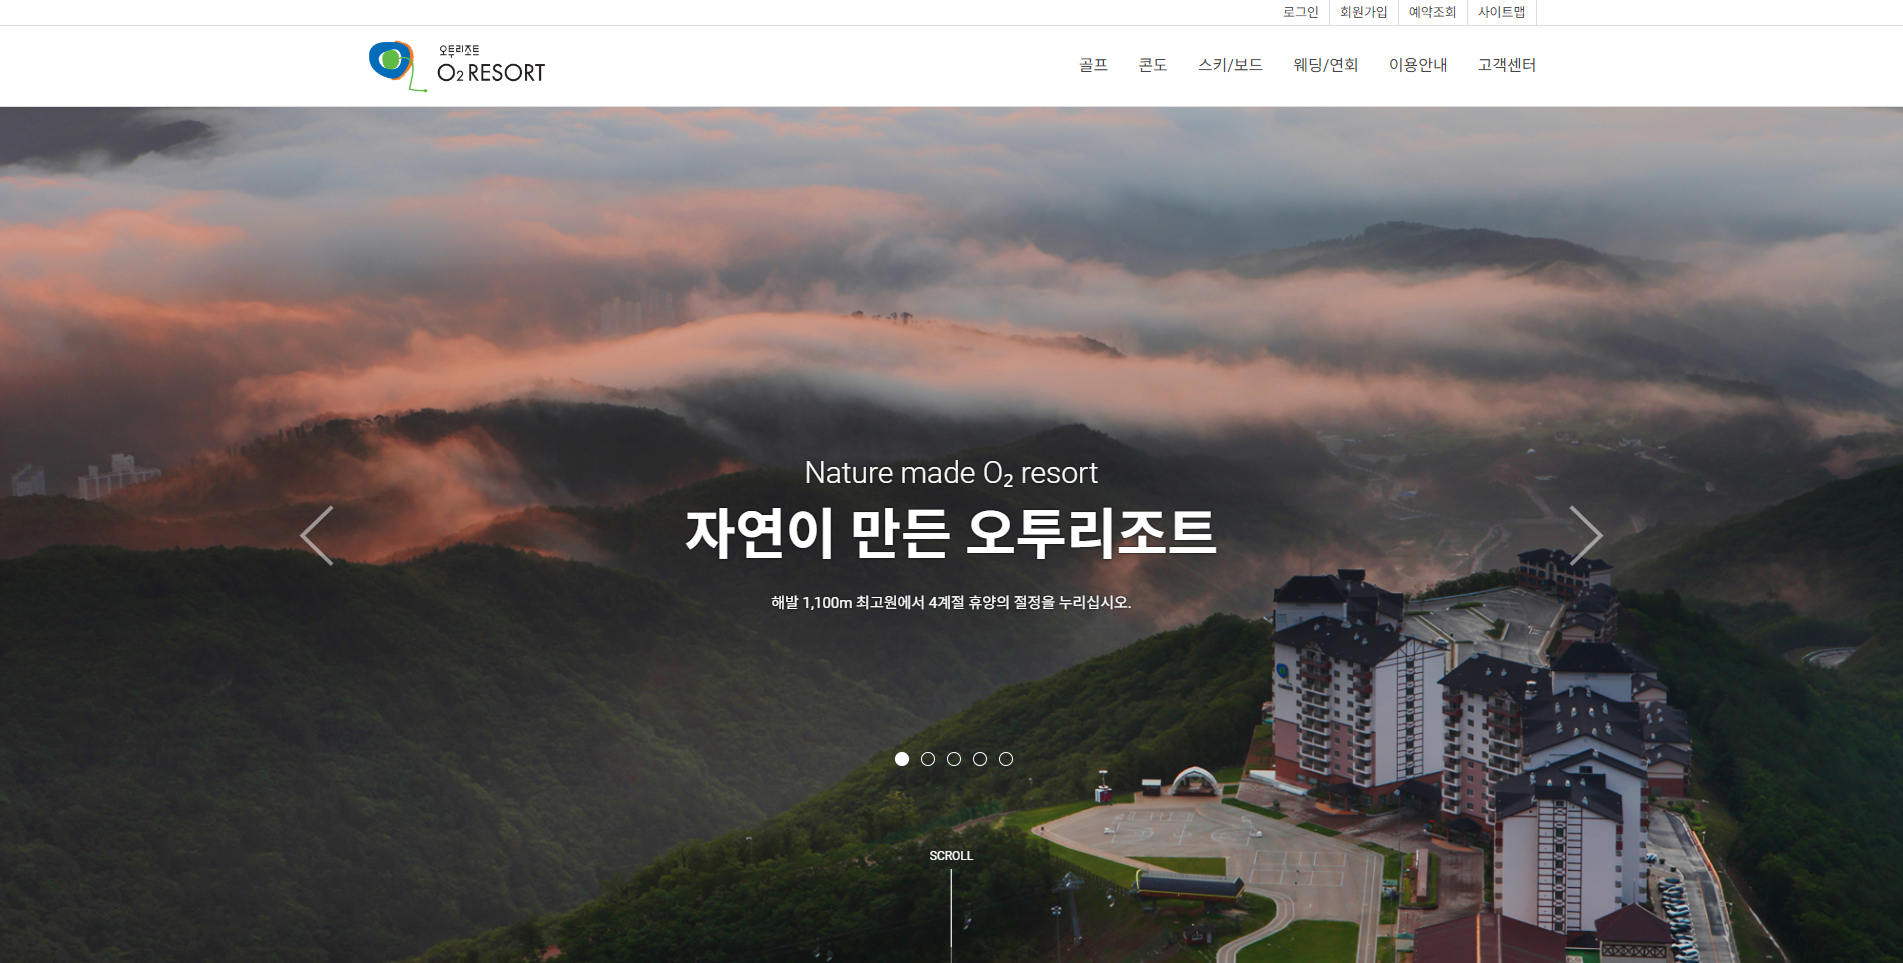 로그인 회원가입 예약조회 사이트맵
오투리조트
O2 RESORT
골프 콘도 스키/보드 웨딩/연회 이용안내 고객센터
Nature made O₂ resort
자연이 만든 오투리조트
해발 1,100m 최고원에서 4계절 휴양의 절정을 누리십시오.
SCROLL